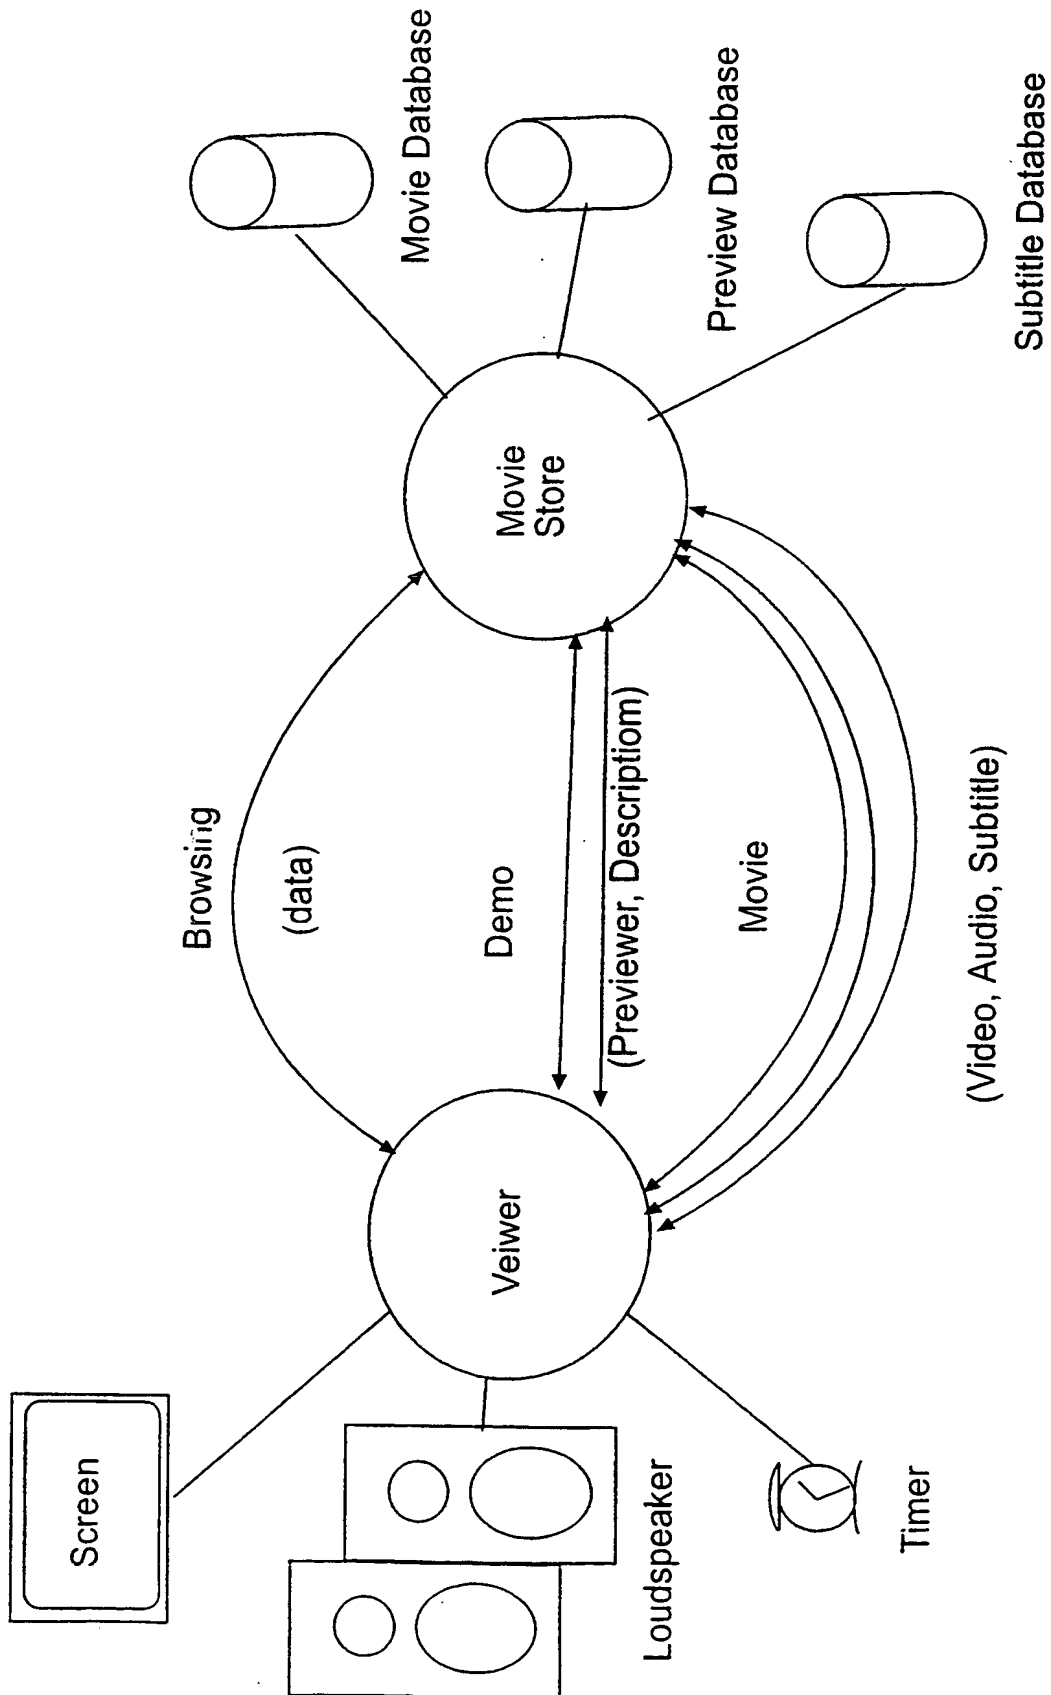 Screen
Loudspeaker
Timer
Veiwer
Browsing
(data)
Demo
(Previewer, Descriptiom)
Movie
(Video, Audio, Subtitle)
Movie
Store
Movie Database
Preview Database
Subtitle Database